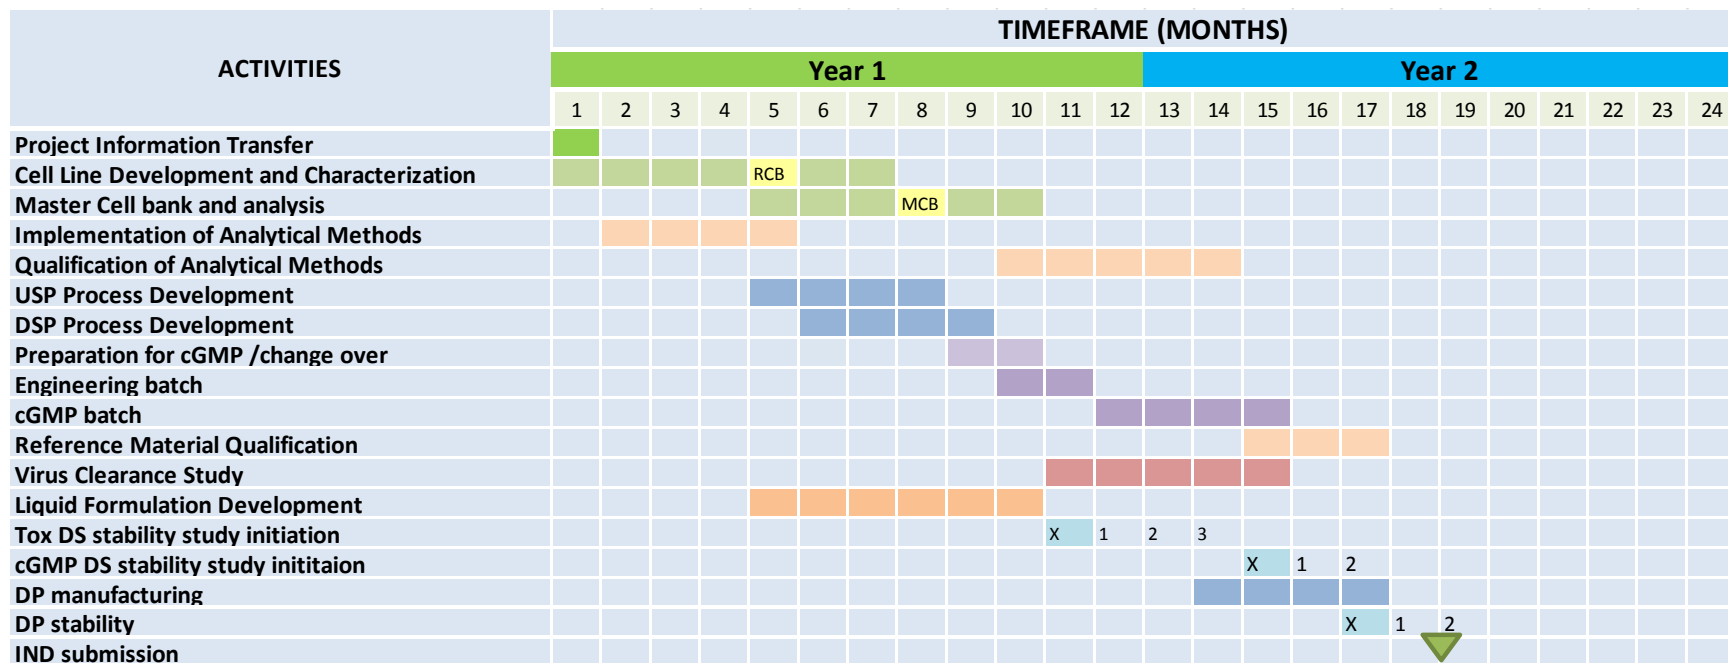 TIMEFRAME (MONTHS)
ACTIVITIES
Year 1 Year 2
1 2 3 4 5 6 7 8 9 10 11 12 13 14 15 16 17 18 19 20 21 22 23 24
Project Information Transfer
Cell Line Development and Characterization RCB
Master Cell bank and analysis MCB
Implementation of Analytical Methods
Qualification of Analytical Methods
USP Process Development
DSP Process Development
Preparation for cGMP /change over
Engineering batch
cGMP batch
Reference Material Qualification
Virus Clearance Study
Liquid Formulation Development
Tox DS stability study initiation X 1 2 3
cGMP DS stability study inititaion X 1 2
DP manufacturing
DP stability X 1 2
IND submission